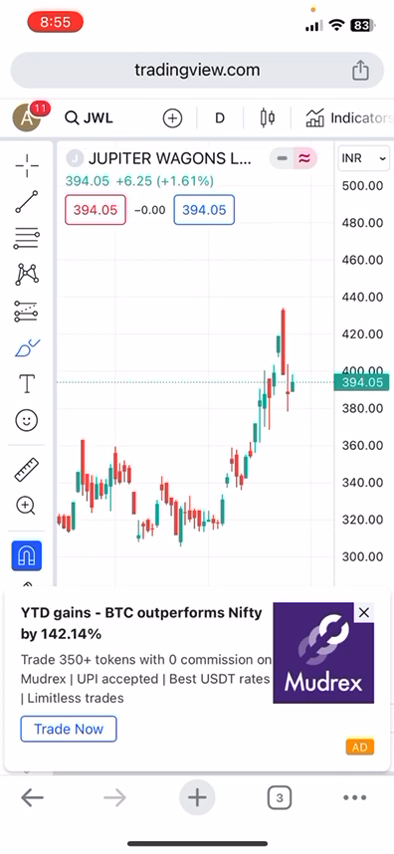 8:55
83
tradingview.com
A 11 JWL D Indicator
J JUPITER WAGONS L... INR
394.05 +6.25 (+1.61%)
394.05 −0.00 394.05
500.00
480.00
460.00
440.00
420.00
400.00
394.05
380.00
360.00
340.00
320.00
300.00
T
YTD gains - BTC outperforms Nifty
by 142.14%
Trade 350+ tokens with 0 commission on
Mudrex | UPI accepted | Best USDT rates
| Limitless trades
Mudrex
Trade Now
AD
3